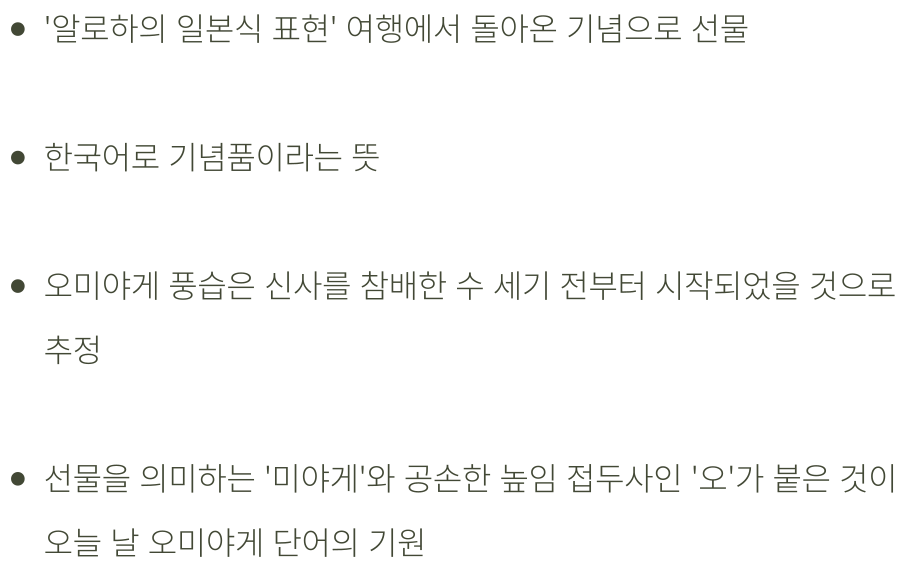 ● '알로하의 일본식 표현' 여행에서 돌아온 기념으로 선물
● 한국어로 기념품이라는 뜻
● 오미야게 풍습은 신사를 참배한 수 세기 전부터 시작되었을 것으로
추정
● 선물을 의미하는 '미야게'와 공손한 높임 접두사인 '오'가 붙은 것이
오늘 날 오미야게 단어의 기원